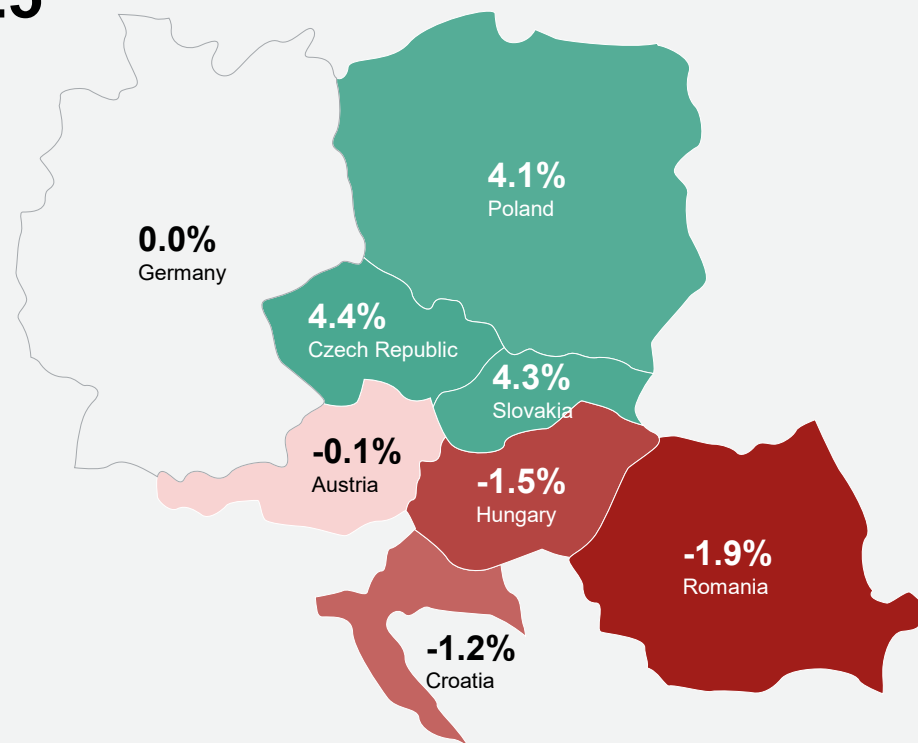 4.1%
Poland
0.0%
Germany
4.4%
Czech Republic
4.3%
Slovakia
-0.1%
Austria
-1.5%
Hungary
-1.9%
Romania
-1.2%
Croatia